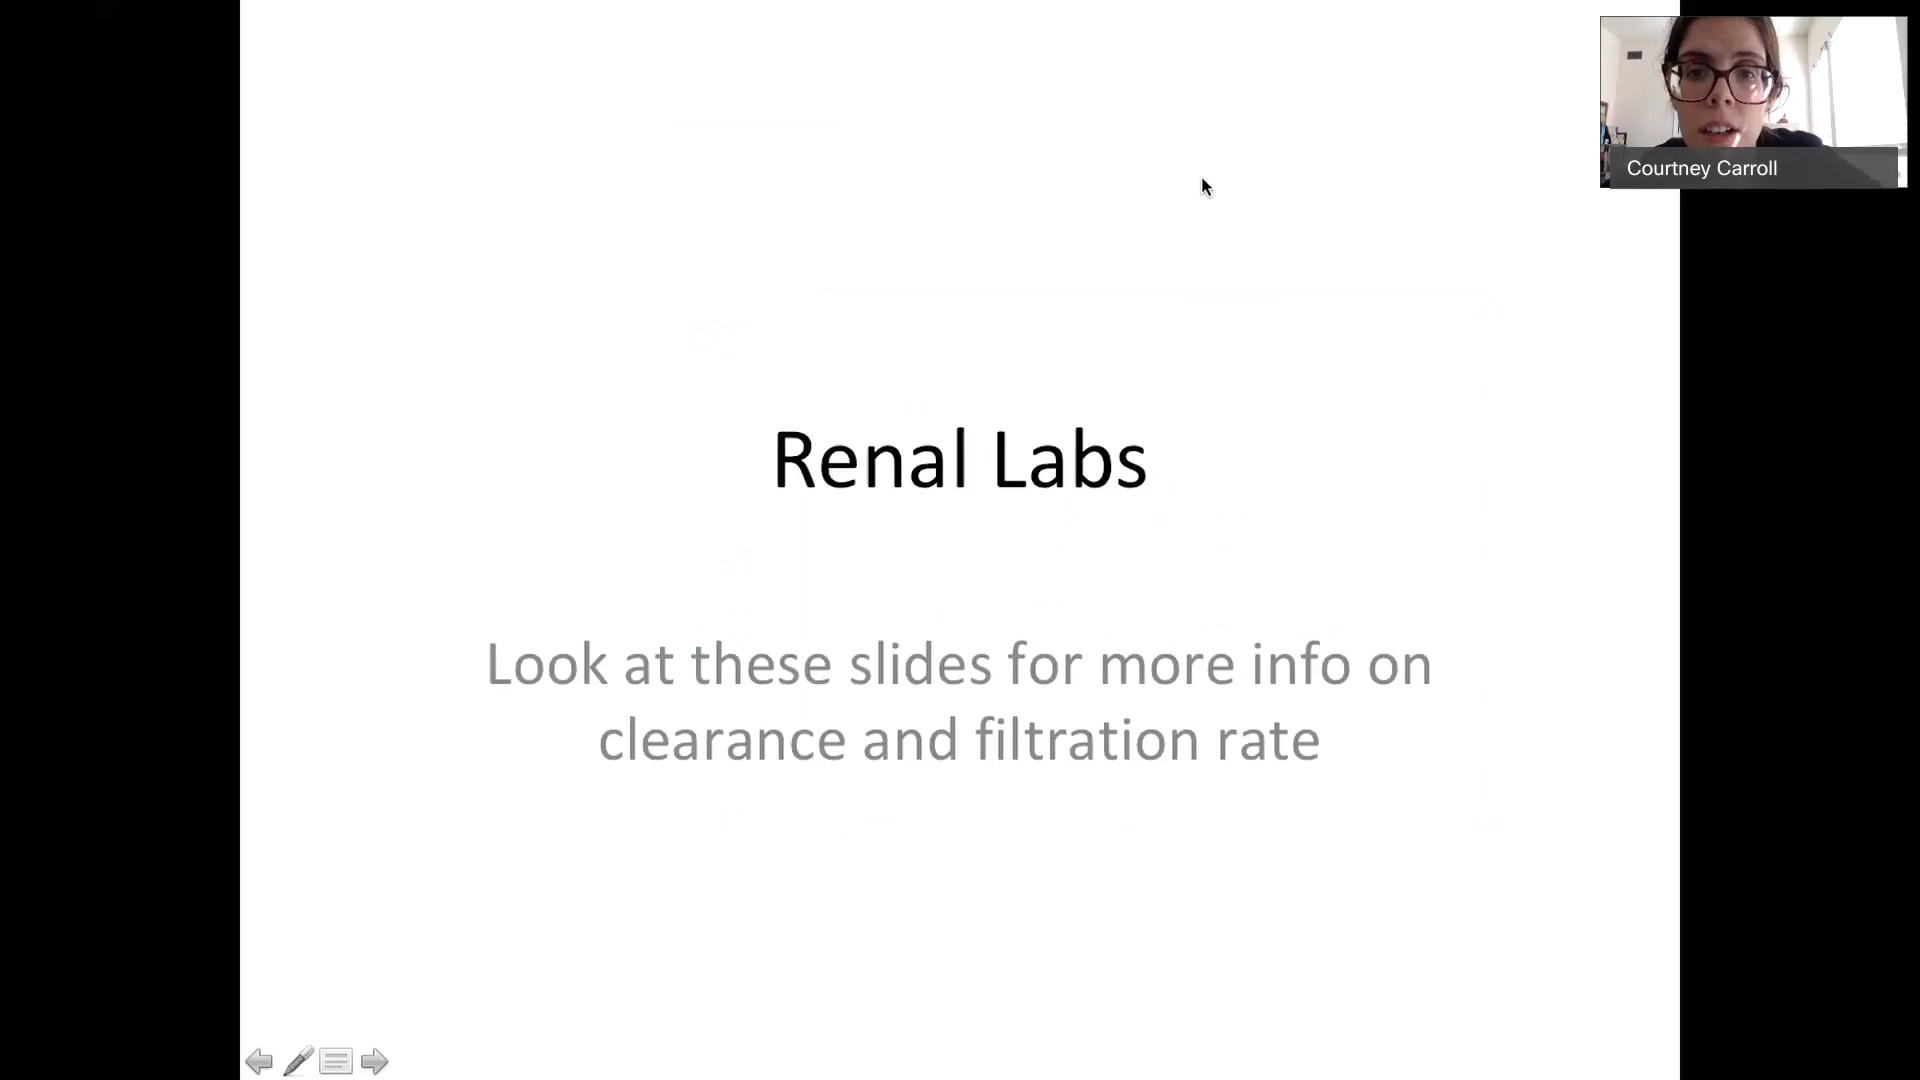 Courtney Carroll
Renal Labs
Look at these slides for more info on
clearance and filtration rate